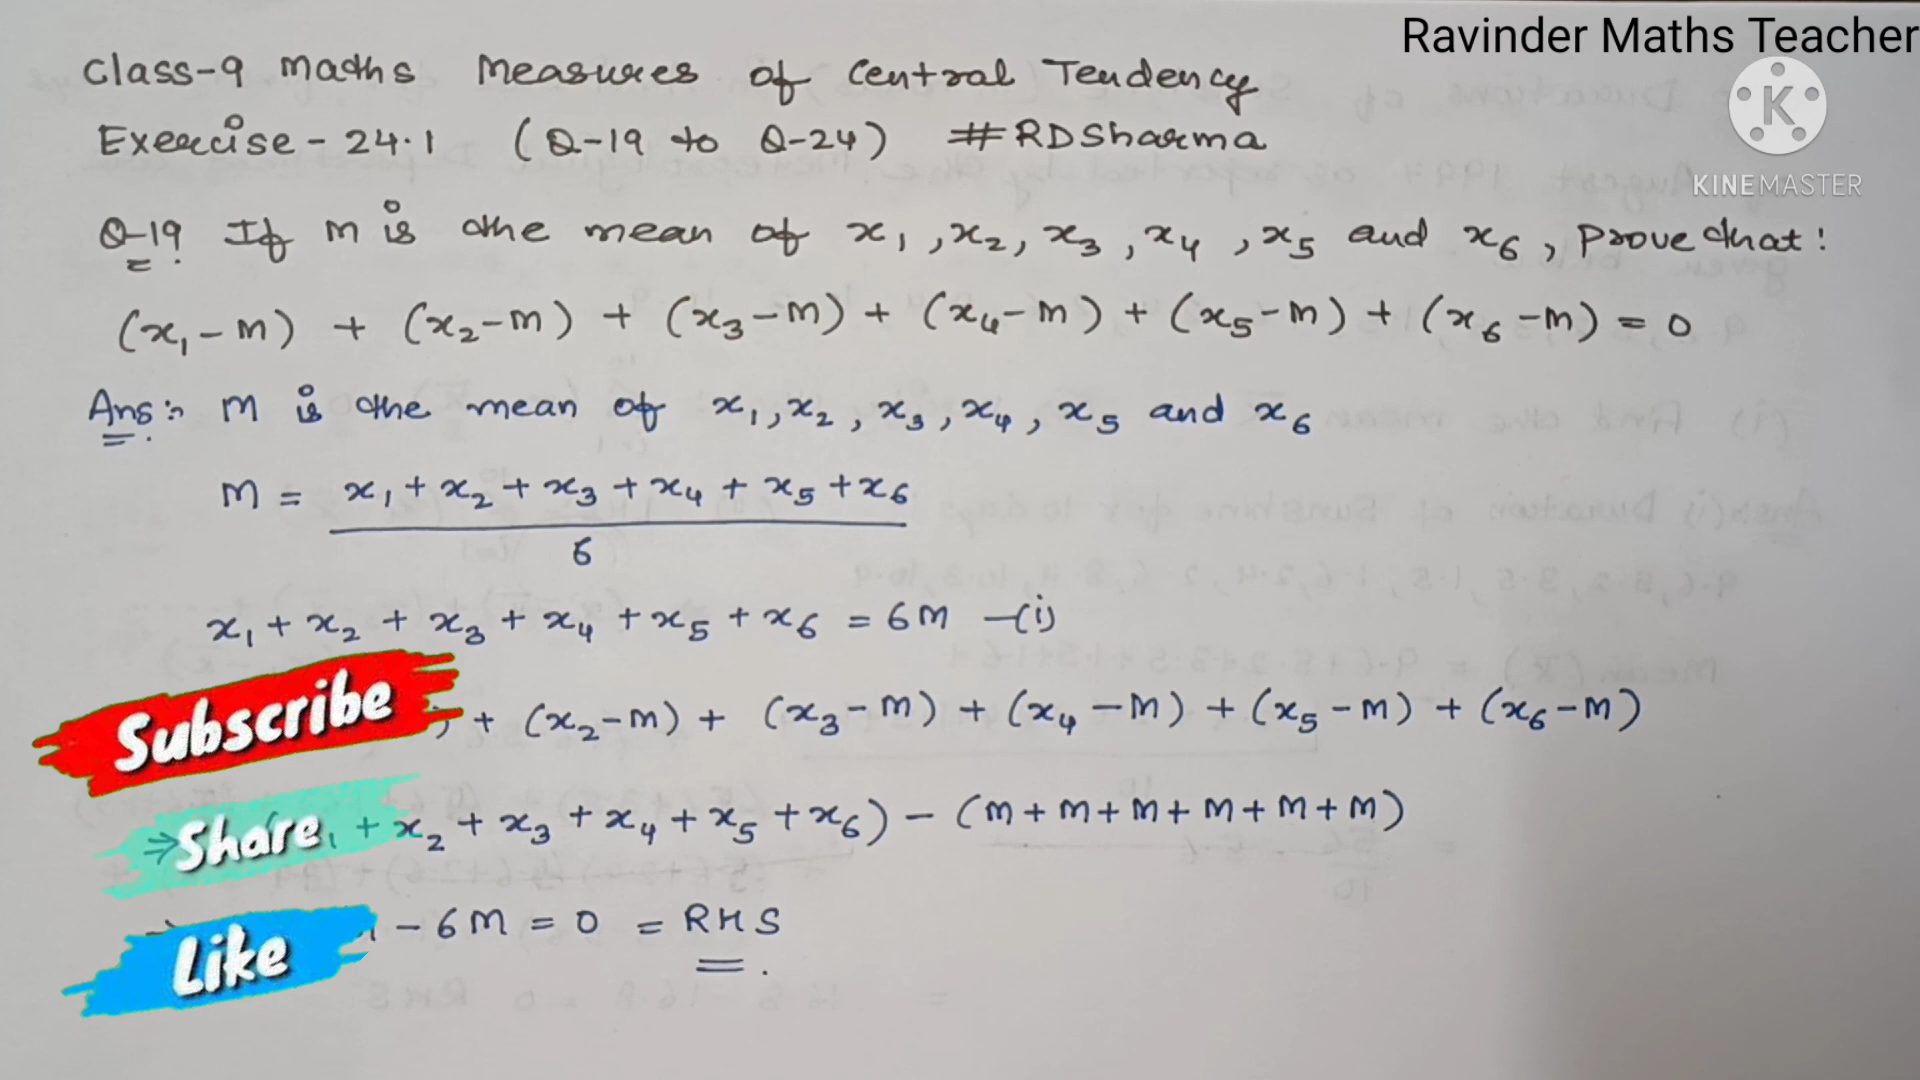 Ravinder Maths Teacher
Class-9 Maths Measures of Central Tendency
KINEMASTER
Exercise - 24.1 (Q-19 to Q-24) #RDSharma
Q-19. If M is the mean of x₁, x₂, x₃, x₄, x₅ and x₆, Prove that:
(x₁-M) + (x₂-M) + (x₃-M) + (x₄-M) + (x₅-M) + (x₆-M) = 0
Ans:- M is the mean of x₁, x₂, x₃, x₄, x₅ and x₆
M = x₁ + x₂ + x₃ + x₄ + x₅ + x₆
6
x₁ + x₂ + x₃ + x₄ + x₅ + x₆ = 6M -(i)
Subscribe ) + (x₂-M) + (x₃-M) + (x₄-M) + (x₅-M) + (x₆-M)
⇒ Share ₁ + x₂ + x₃ + x₄ + x₅ + x₆) - (M+M+M+M+M+M)
Like - 6M = 0 = RHS